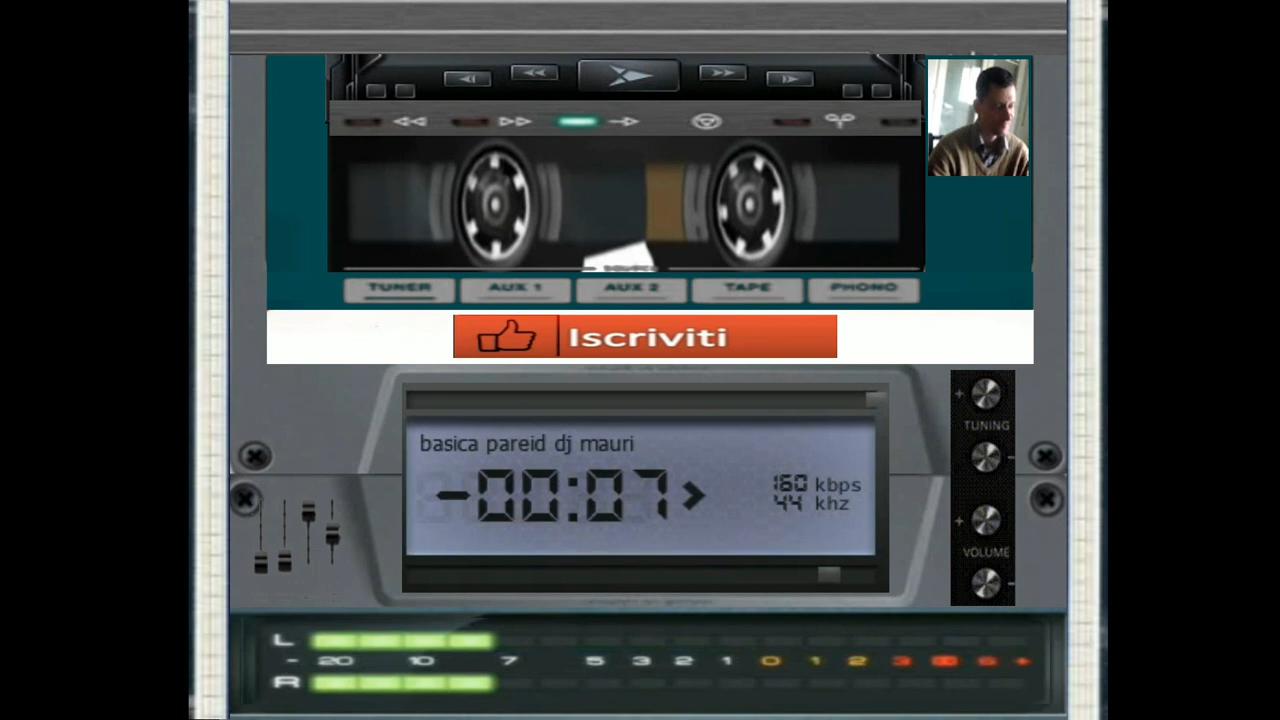 TUNER AUX 1 AUX 2 TAPE PHONO
Iscriviti
basica pareid dj mauri
-00:07
160 kbps
44 khz
+
TUNING
-
+
VOLUME
-
L
- 20 10 7 5 3 2 1 0 1 2 3 6 +
R